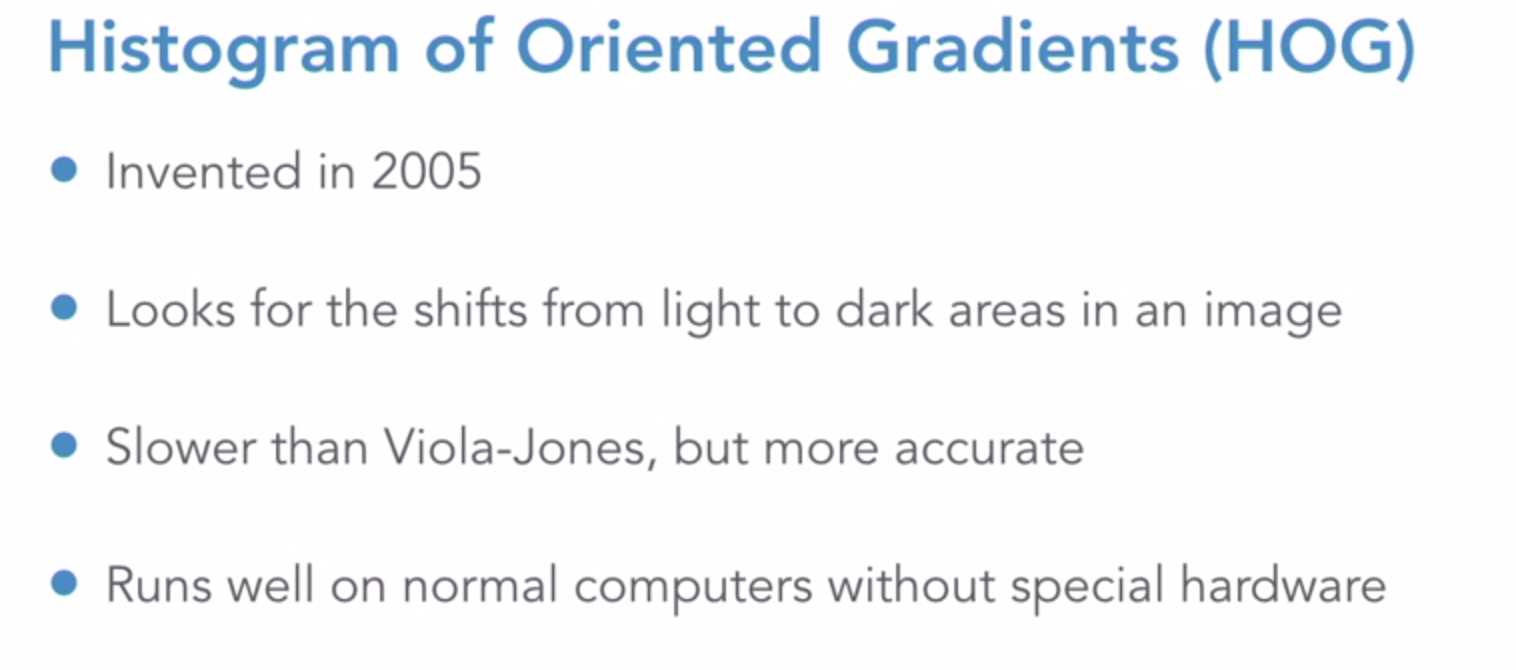 Histogram of Oriented Gradients (HOG)
Invented in 2005
Looks for the shifts from light to dark areas in an image
Slower than Viola-Jones, but more accurate
Runs well on normal computers without special hardware